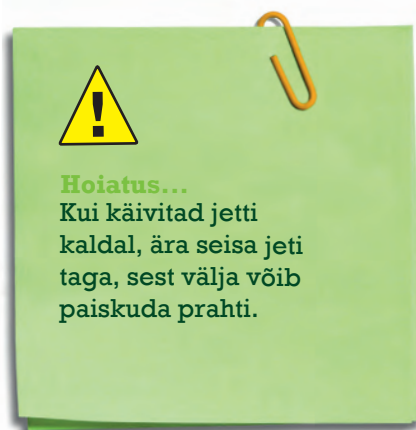 Hoiatus...
Kui käivitad jetti
kaldal, ära seisa jeti
taga, sest välja võib
paiskuda prahti.